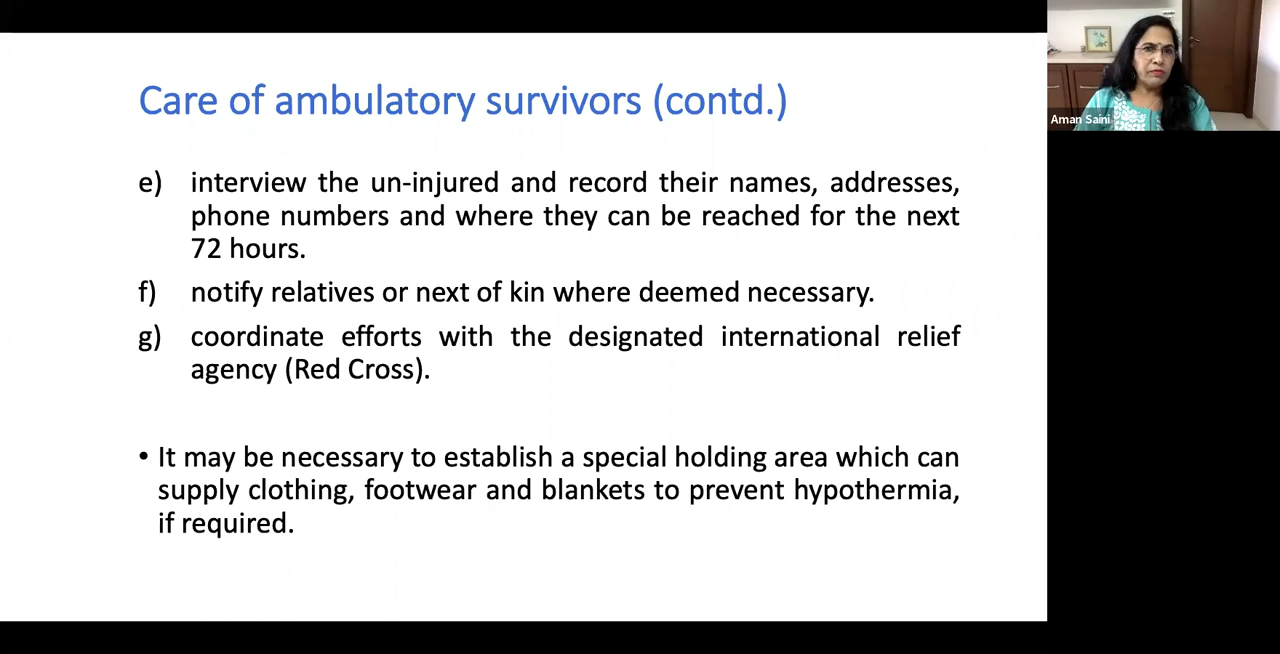 Care of ambulatory survivors (contd.)
e) interview the un-injured and record their names, addresses,
phone numbers and where they can be reached for the next
72 hours.
f) notify relatives or next of kin where deemed necessary.
g) coordinate efforts with the designated international relief
agency (Red Cross).
• It may be necessary to establish a special holding area which can
supply clothing, footwear and blankets to prevent hypothermia,
if required.
Aman Saini